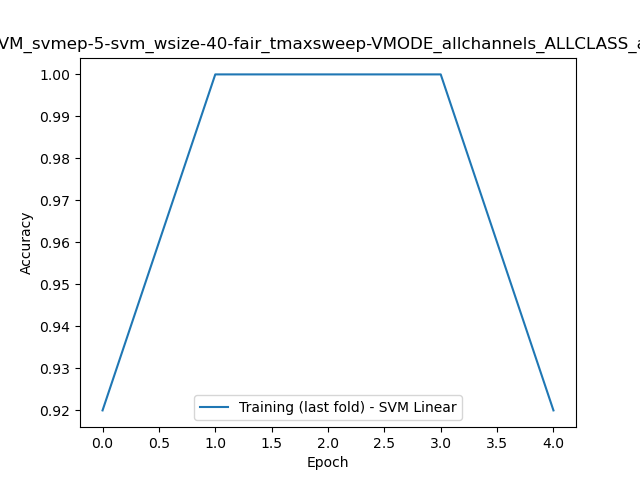 VM_svmep-5-svm_wsize-40-fair_tmaxsweep-VMODE_allchannels_ALLCLASS_a
1.00
0.99
0.98
0.97
0.96
0.95
0.94
0.93
0.92
Accuracy
Training (last fold) - SVM Linear
0.0 0.5 1.0 1.5 2.0 2.5 3.0 3.5 4.0
Epoch